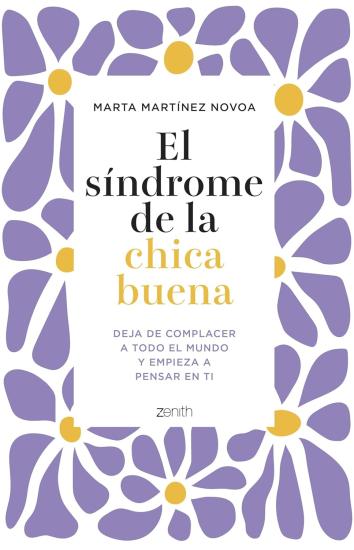 MARTA MARTÍNEZ NOVOA
El
síndrome
de la
chica
buena
DEJA DE COMPLACER
A TODO EL MUNDO
Y EMPIEZA A
PENSAR EN TI
zenith